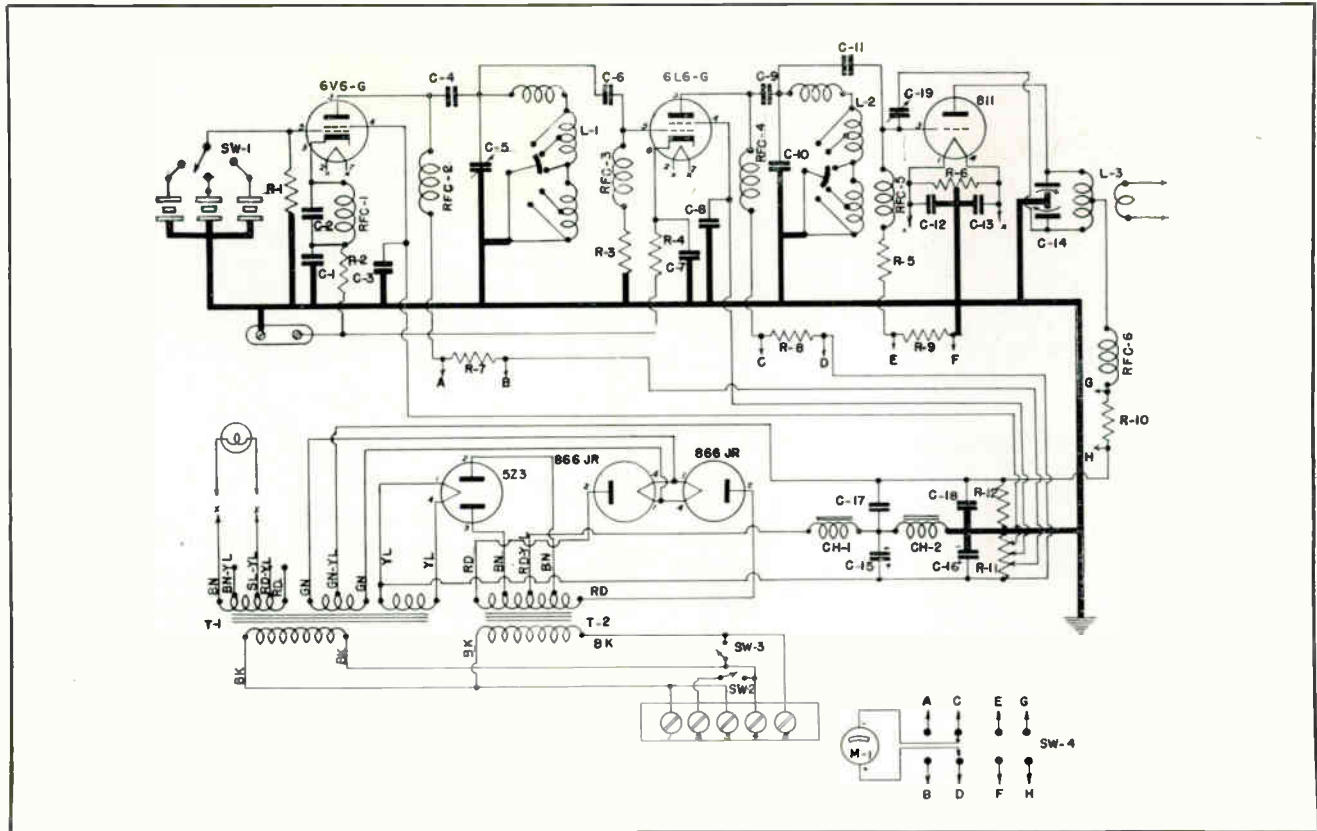 6V6-G
C-4
C-6
6L6-G
C-9
C-11
C-19
811
SW-1
R-1
C-2
RFC-1
C-1
R-2
C-3
RFC-2
C-5
L-1
RFC-3
R-3
R-4
C-7
C-8
RFC-4
C-10
L-2
RFC-5
R-5
R-6
C-12
C-13
C-14
L-3
R-7
A
B
R-8
C
D
R-9
E
F
RFC-6
G
R-10
H
5Z3
866 JR
866 JR
C-17
C-18
R-12
CH-1
CH-2
C-15
C-16
R-11
BN
BN-YL
SL-YL
RD-YL
RD
GN
GN-YL
GN
YL
YL
RD
BN
RD-YL
BN
RD
T-1
T-2
BK
BK
BK
BK
SW-3
SW2
A C E G
M-1
SW-4
B D F H